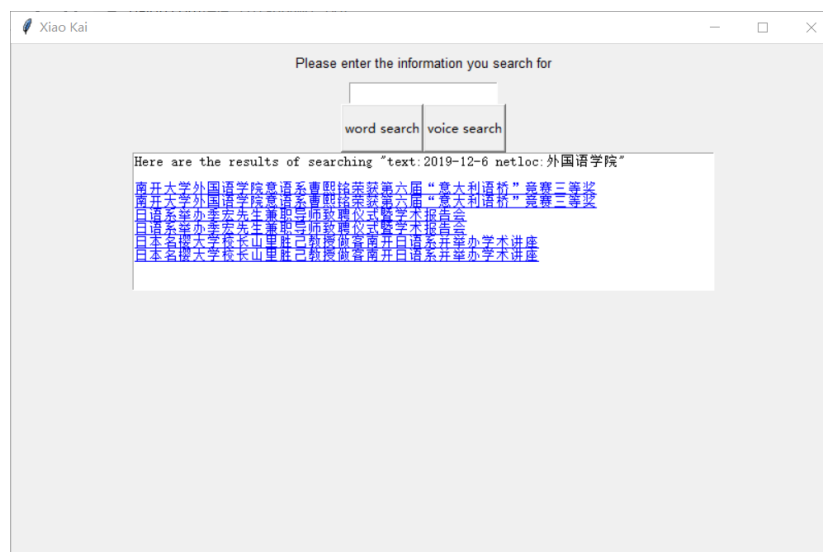 Xiao Kai
Please enter the information you search for
word search voice search
Here are the results of searching "text:2019-12-6 netloc:外国语学院"
南开大学外国语学院意语系曹熙铭荣获第六届“意大利语桥”竞赛三等奖
南开大学外国语学院意语系曹熙铭荣获第六届“意大利语桥”竞赛三等奖
日语系举办李宏先生兼职导师致聘仪式暨学术报告会
日语系举办李宏先生兼职导师致聘仪式暨学术报告会
日本名樱大学校长山里胜己教授做客南开日语系并举办学术讲座
日本名樱大学校长山里胜己教授做客南开日语系并举办学术讲座